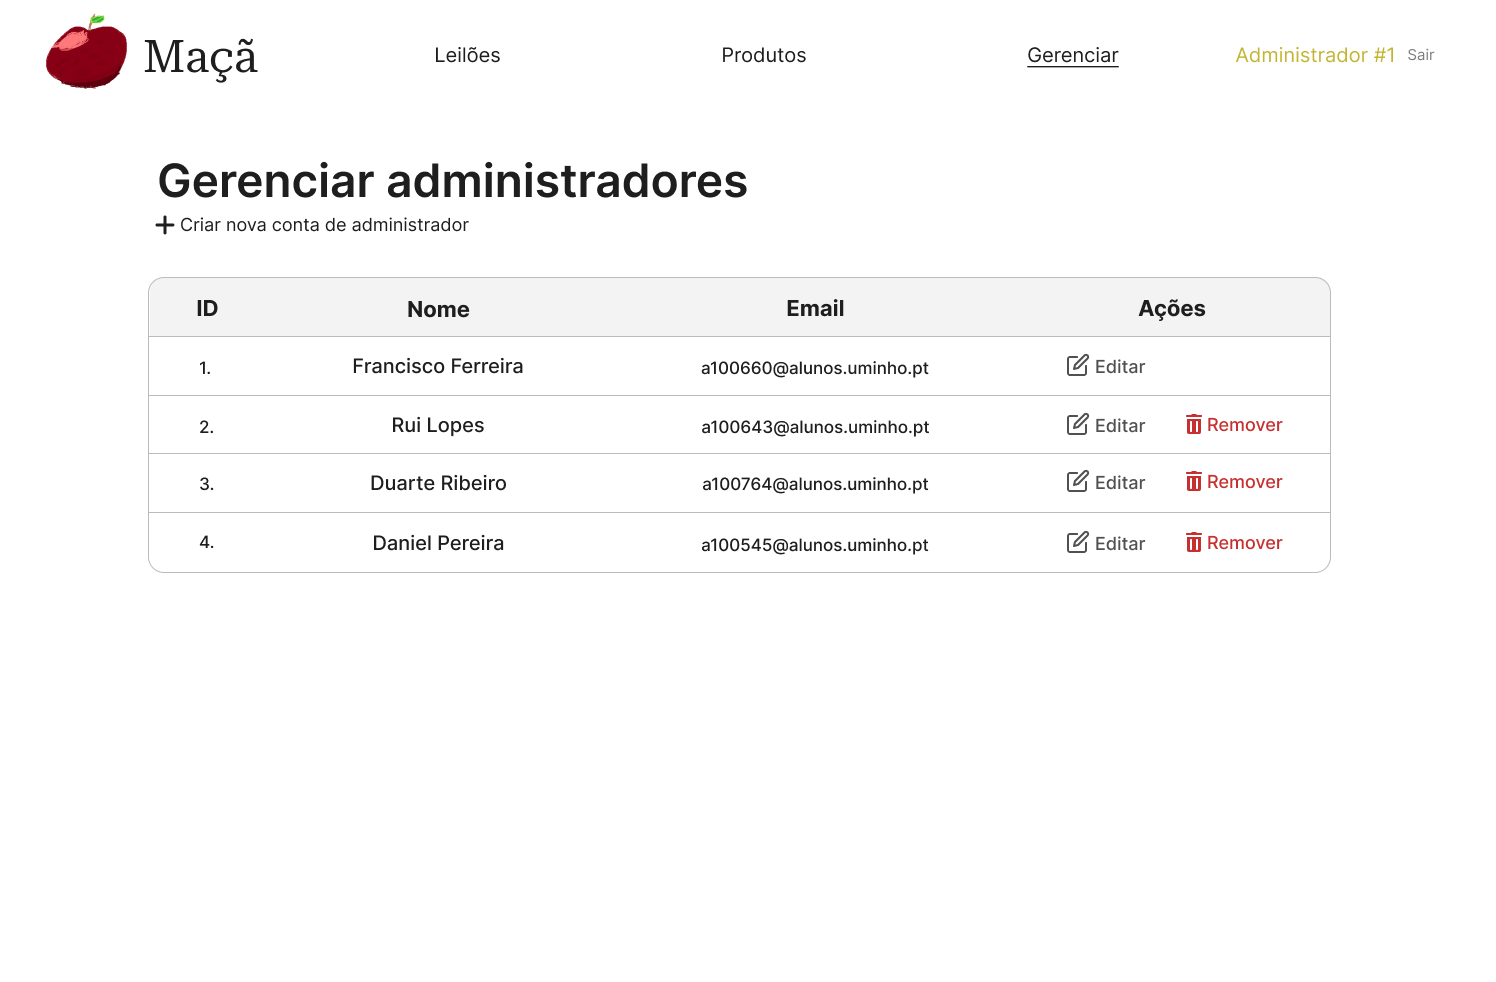 Maçã
Leilões
Produtos
Gerenciar
Administrador #1 Sair
Gerenciar administradores
Criar nova conta de administrador
ID Nome Email Ações
1. Francisco Ferreira a100660@alunos.uminho.pt Editar
2. Rui Lopes a100643@alunos.uminho.pt Editar Remover
3. Duarte Ribeiro a100764@alunos.uminho.pt Editar Remover
4. Daniel Pereira a100545@alunos.uminho.pt Editar Remover